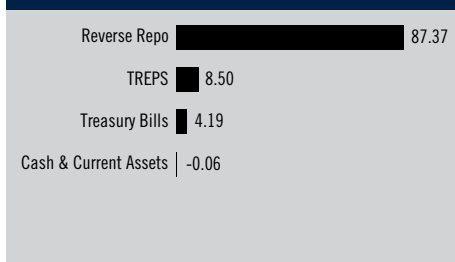 Reverse Repo 87.37
TREPS 8.50
Treasury Bills 4.19
Cash & Current Assets -0.06